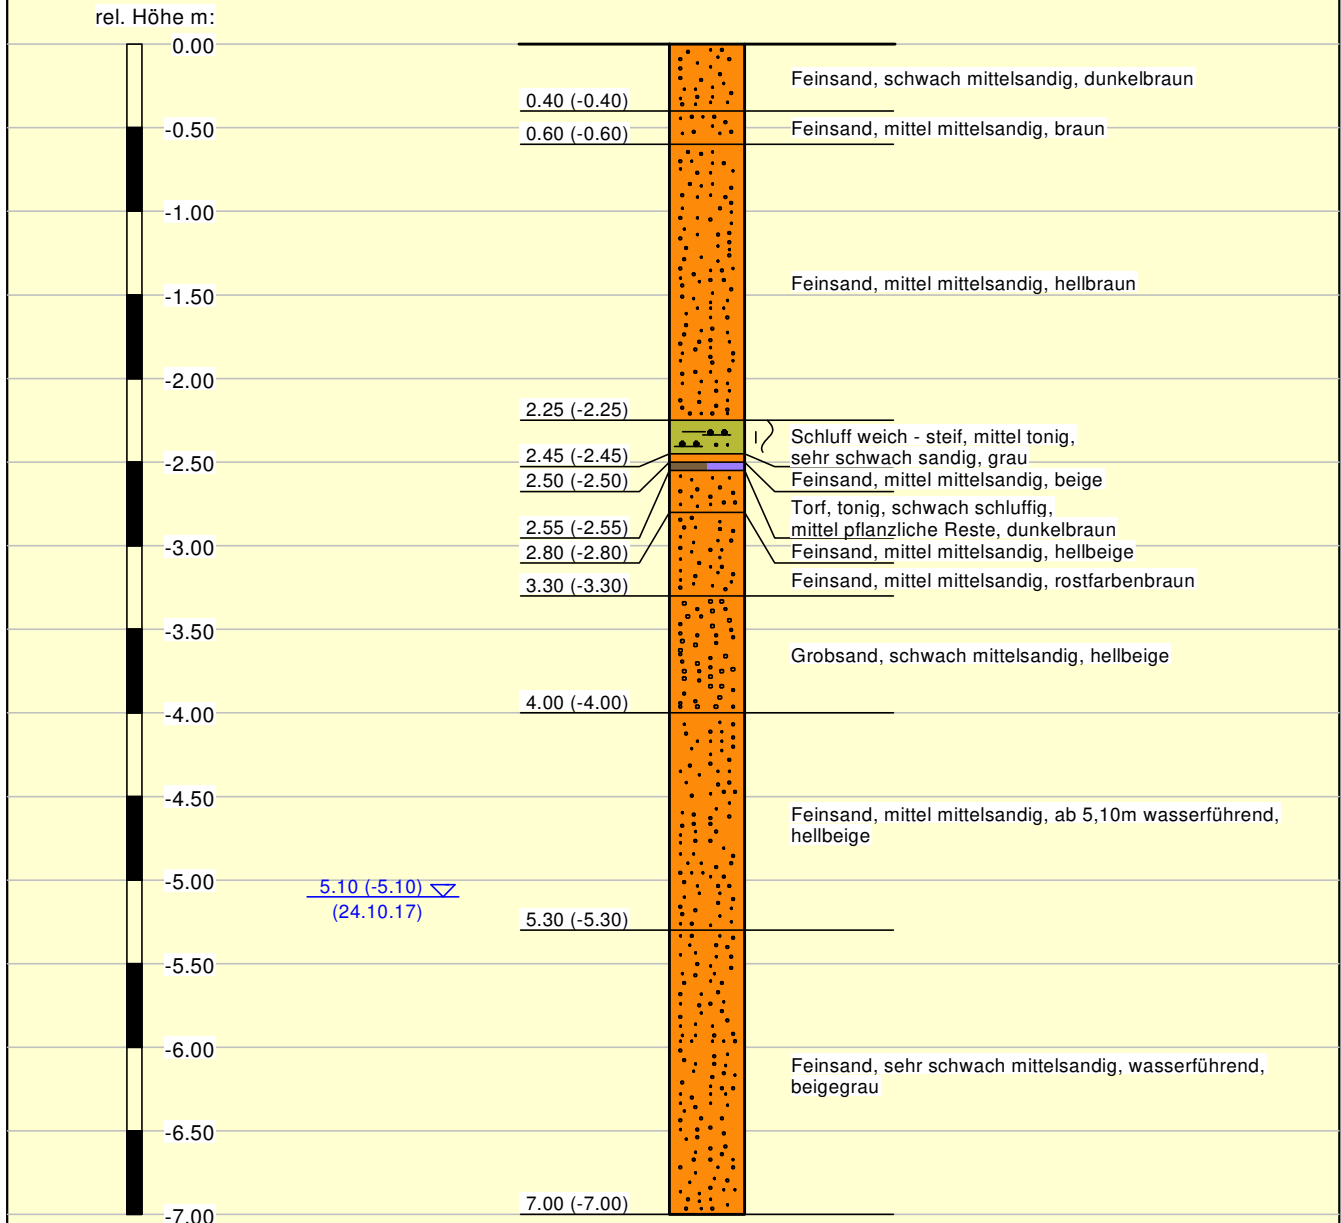 rel. Höhe m:
0.00
Feinsand, schwach mittelsandig, dunkelbraun
0.40 (-0.40)
-0.50
Feinsand, mittel mittelsandig, braun
0.60 (-0.60)
-1.00
Feinsand, mittel mittelsandig, hellbraun
-1.50
-2.00
2.25 (-2.25)
Schluff weich - steif, mittel tonig,
sehr schwach sandig, grau
2.45 (-2.45)
-2.50
2.50 (-2.50)
Feinsand, mittel mittelsandig, beige
Torf, tonig, schwach schluffig,
mittel pflanzliche Reste, dunkelbraun
2.55 (-2.55)
-3.00
2.80 (-2.80)
Feinsand, mittel mittelsandig, hellbeige
Feinsand, mittel mittelsandig, rostfarbenbraun
3.30 (-3.30)
-3.50
Grobsand, schwach mittelsandig, hellbeige
4.00 (-4.00)
-4.00
-4.50
Feinsand, mittel mittelsandig, ab 5,10m wasserführend,
hellbeige
-5.00
5.10 (-5.10)
(24.10.17)
5.30 (-5.30)
-5.50
-6.00
Feinsand, sehr schwach mittelsandig, wasserführend,
beigegrau
-6.50
7.00 (-7.00)
-7.00